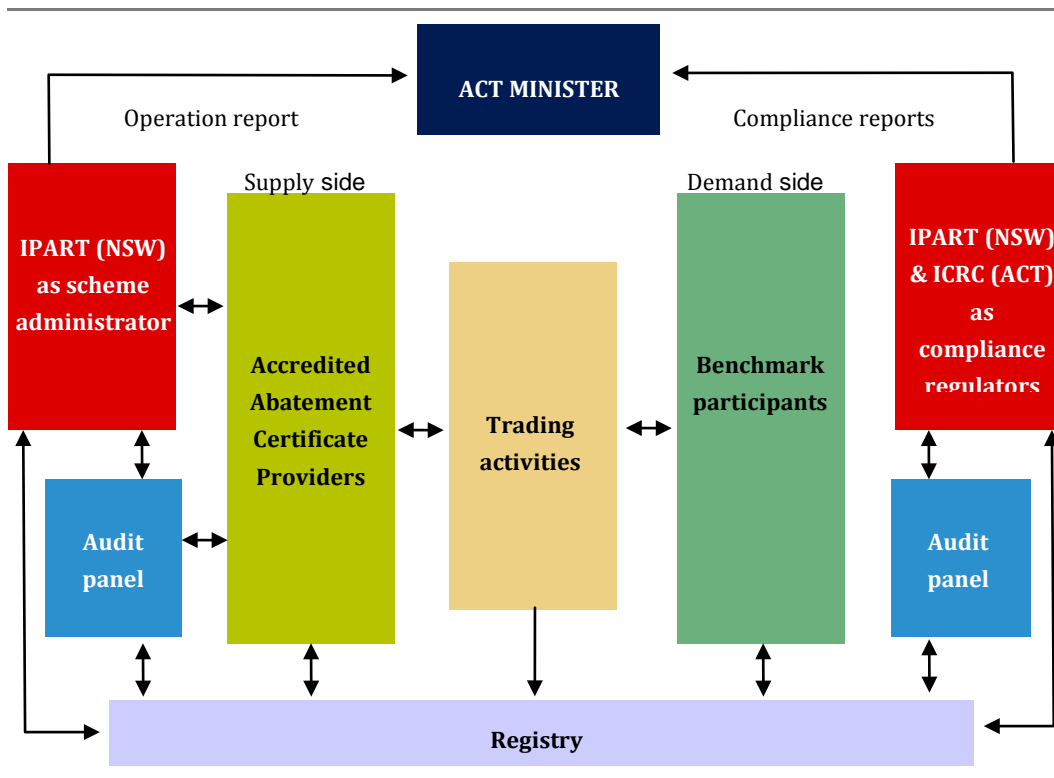 ACT MINISTER
Operation report
Compliance reports
Supply side
Demand side
IPART (NSW)
as scheme
administrator
IPART (NSW)
& ICRC (ACT)
as
compliance
regulators
Accredited
Abatement
Certificate
Providers
Trading
activities
Benchmark
participants
Audit
panel
Audit
panel
Registry